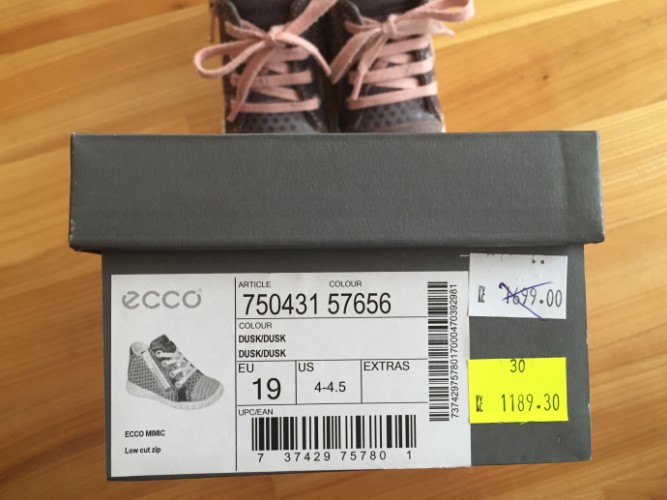 ecco
ARTICLE COLOUR
750431 57656
COLOUR
DUSK/DUSK
DUSK/DUSK
EU US EXTRAS
19 4-4.5
UPC/EAN
7 37429 75780 1
ECCO MIMIC
Low cut zip
737429757801700047039298​1
1699.00
30
1189.30